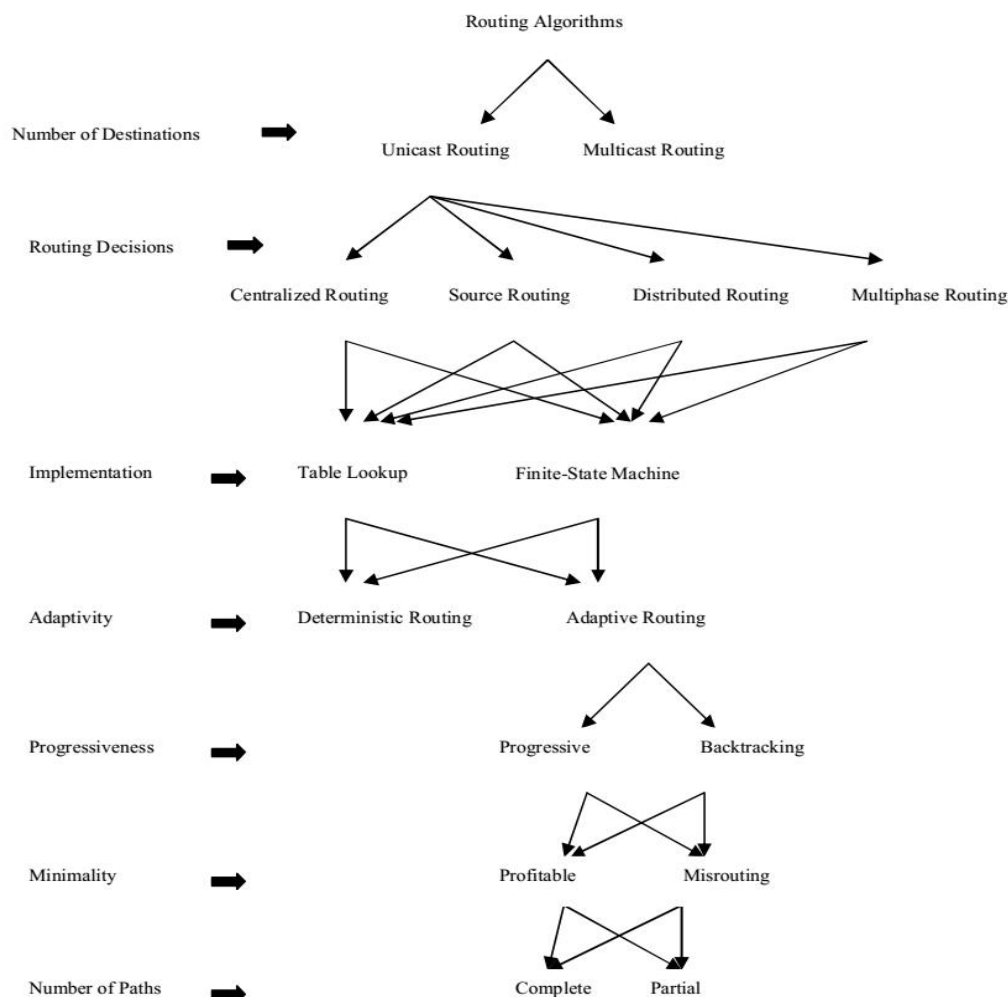 Routing Algorithms
Number of Destinations
Unicast Routing
Multicast Routing
Routing Decisions
Centralized Routing
Source Routing
Distributed Routing
Multiphase Routing
Implementation
Table Lookup
Finite-State Machine
Adaptivity
Deterministic Routing
Adaptive Routing
Progressiveness
Progressive
Backtracking
Minimality
Profitable
Misrouting
Number of Paths
Complete
Partial